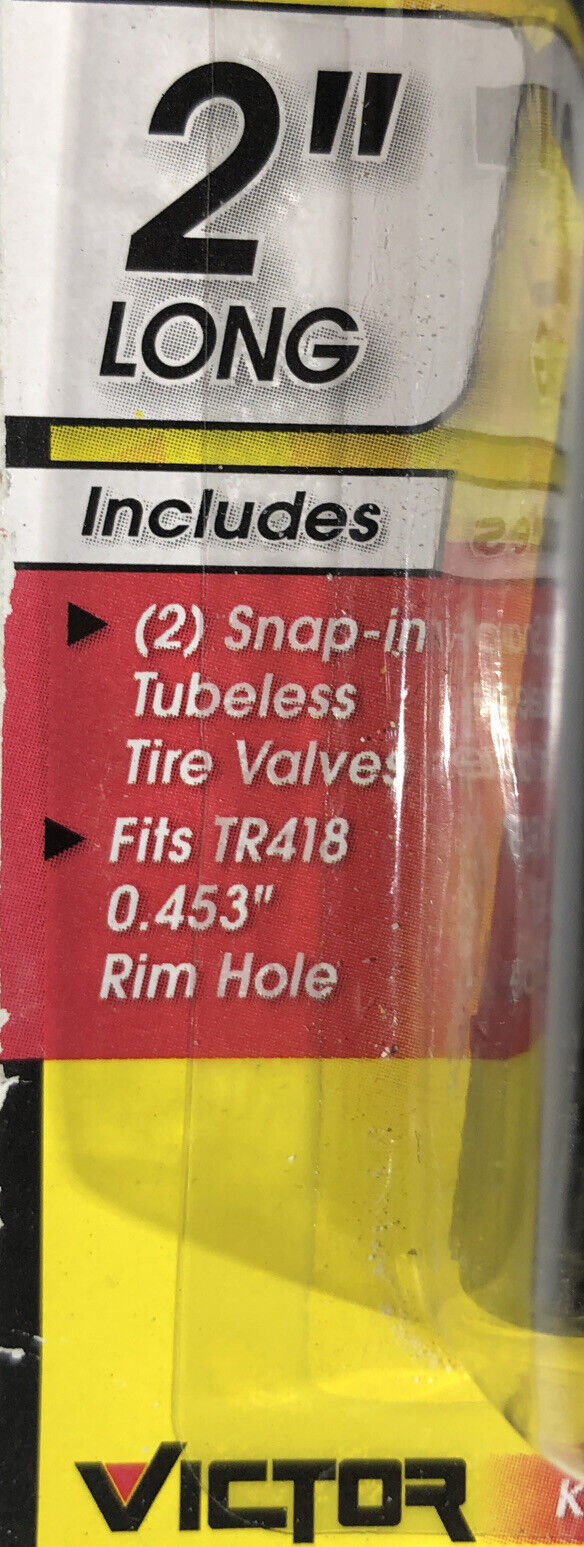 2"
LONG
Includes
(2) Snap-in
Tubeless
Tire Valves
Fits TR418
0.453"
Rim Hole
VICTOR